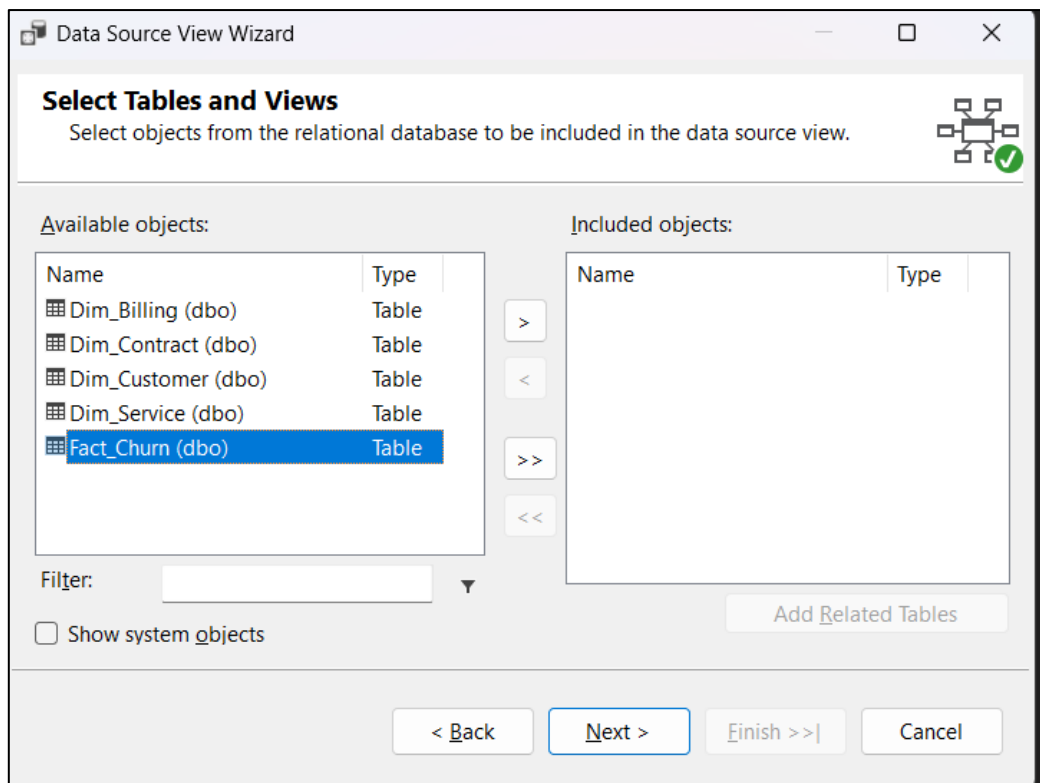 Data Source View Wizard
Select Tables and Views
Select objects from the relational database to be included in the data source view.
Available objects:
Name Type
Dim_Billing (dbo) Table
Dim_Contract (dbo) Table
Dim_Customer (dbo) Table
Dim_Service (dbo) Table
Fact_Churn (dbo) Table
Filter:
Show system objects
>
<
>>
<<
Included objects:
Name Type
Add Related Tables
< Back Next > Finish >>| Cancel